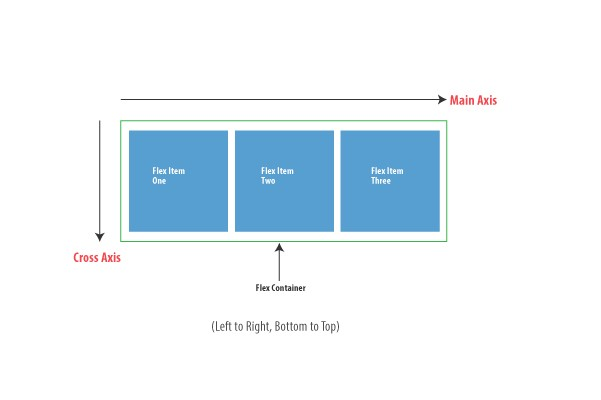 Main Axis
Flex Item
One
Flex Item
Two
Flex Item
Three
Cross Axis
Flex Container
(Left to Right, Bottom to Top)